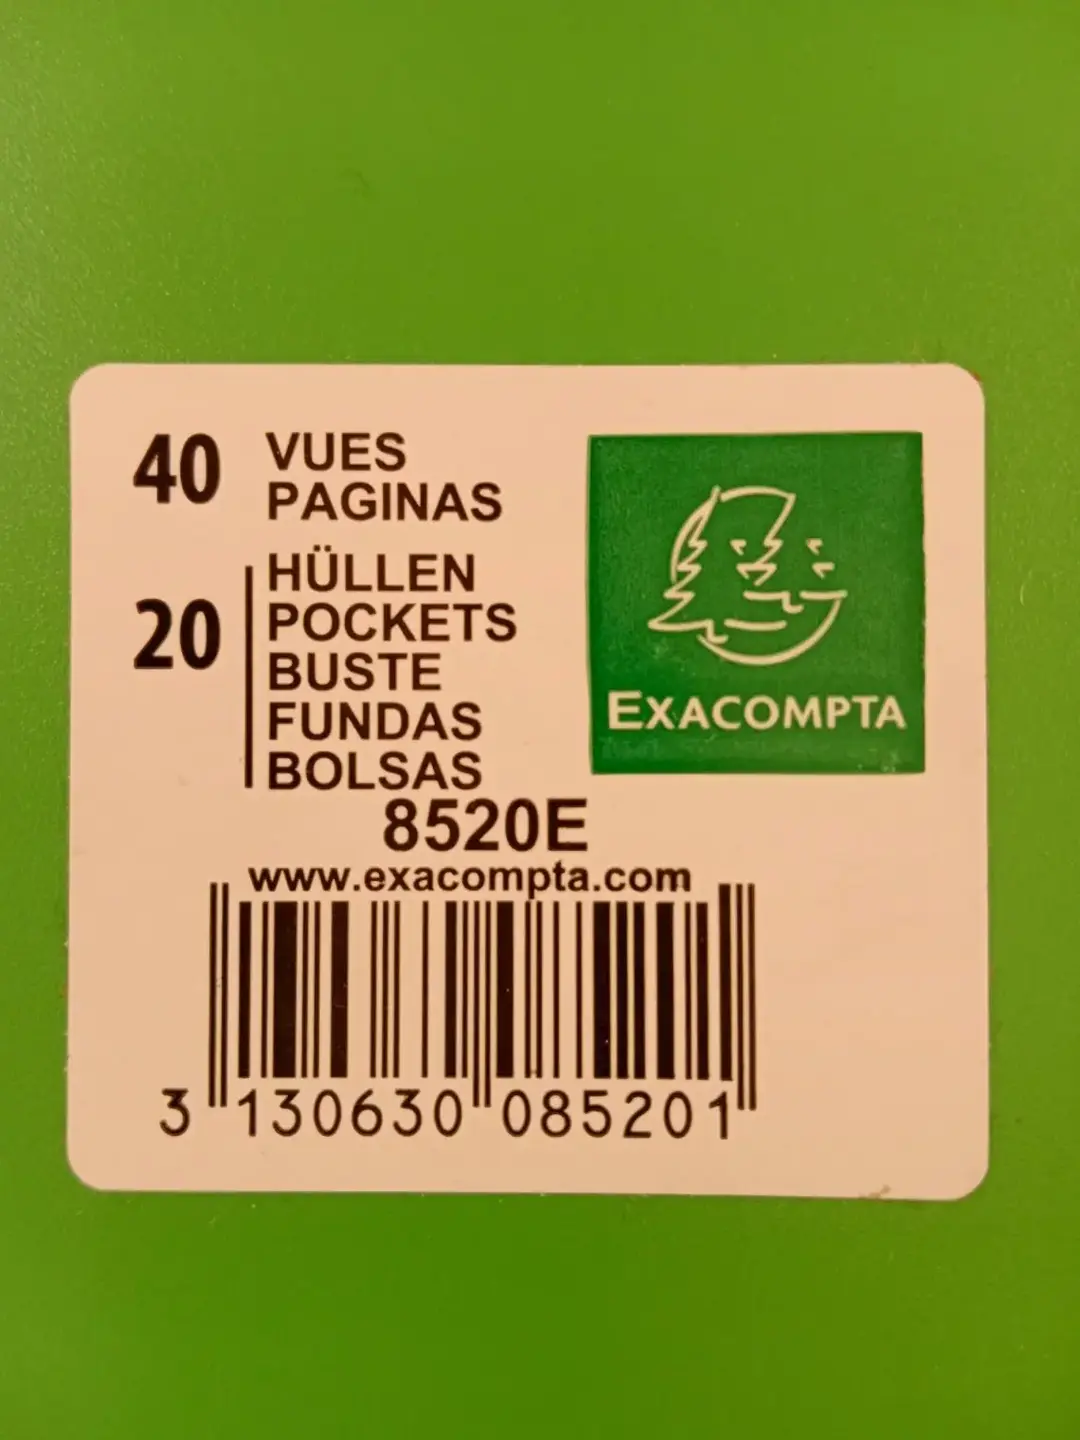 40 VUES
PAGINAS
20 HÜLLEN
POCKETS
BUSTE
FUNDAS
BOLSAS
EXACOMPTA
8520E
www.exacompta.com
3 130630 085201